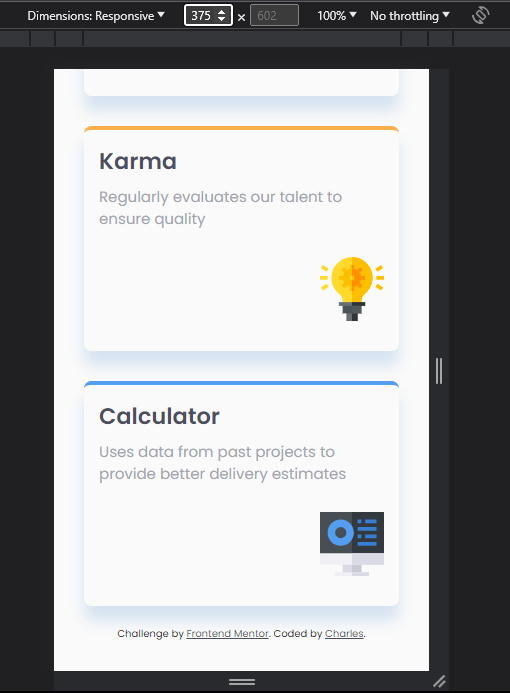 Dimensions: Responsive 375 × 602 100% No throttling
Karma
Regularly evaluates our talent to
ensure quality
Calculator
Uses data from past projects to
provide better delivery estimates
Challenge by Frontend Mentor. Coded by Charles.